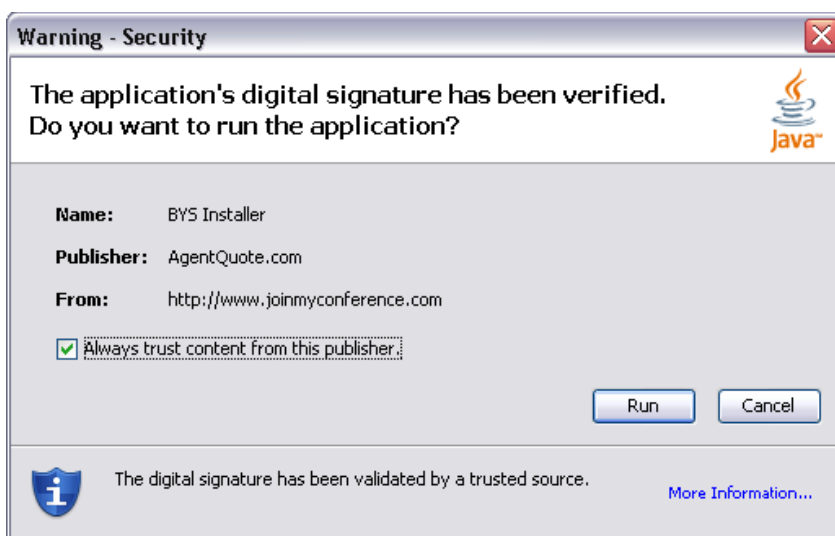 Warning - Security
The application's digital signature has been verified.
Do you want to run the application?
Java™
Name: BYS Installer
Publisher: AgentQuote.com
From: http://www.joinmyconference.com
Always trust content from this publisher.
Run Cancel
The digital signature has been validated by a trusted source.
More Information...